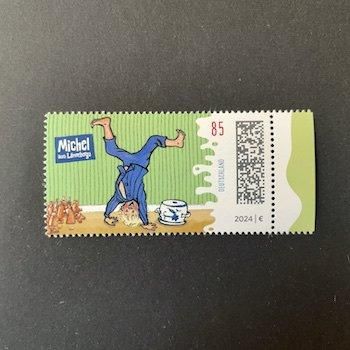 Michel
aus Lönneberga
85
DEUTSCHLAND
2024 | €